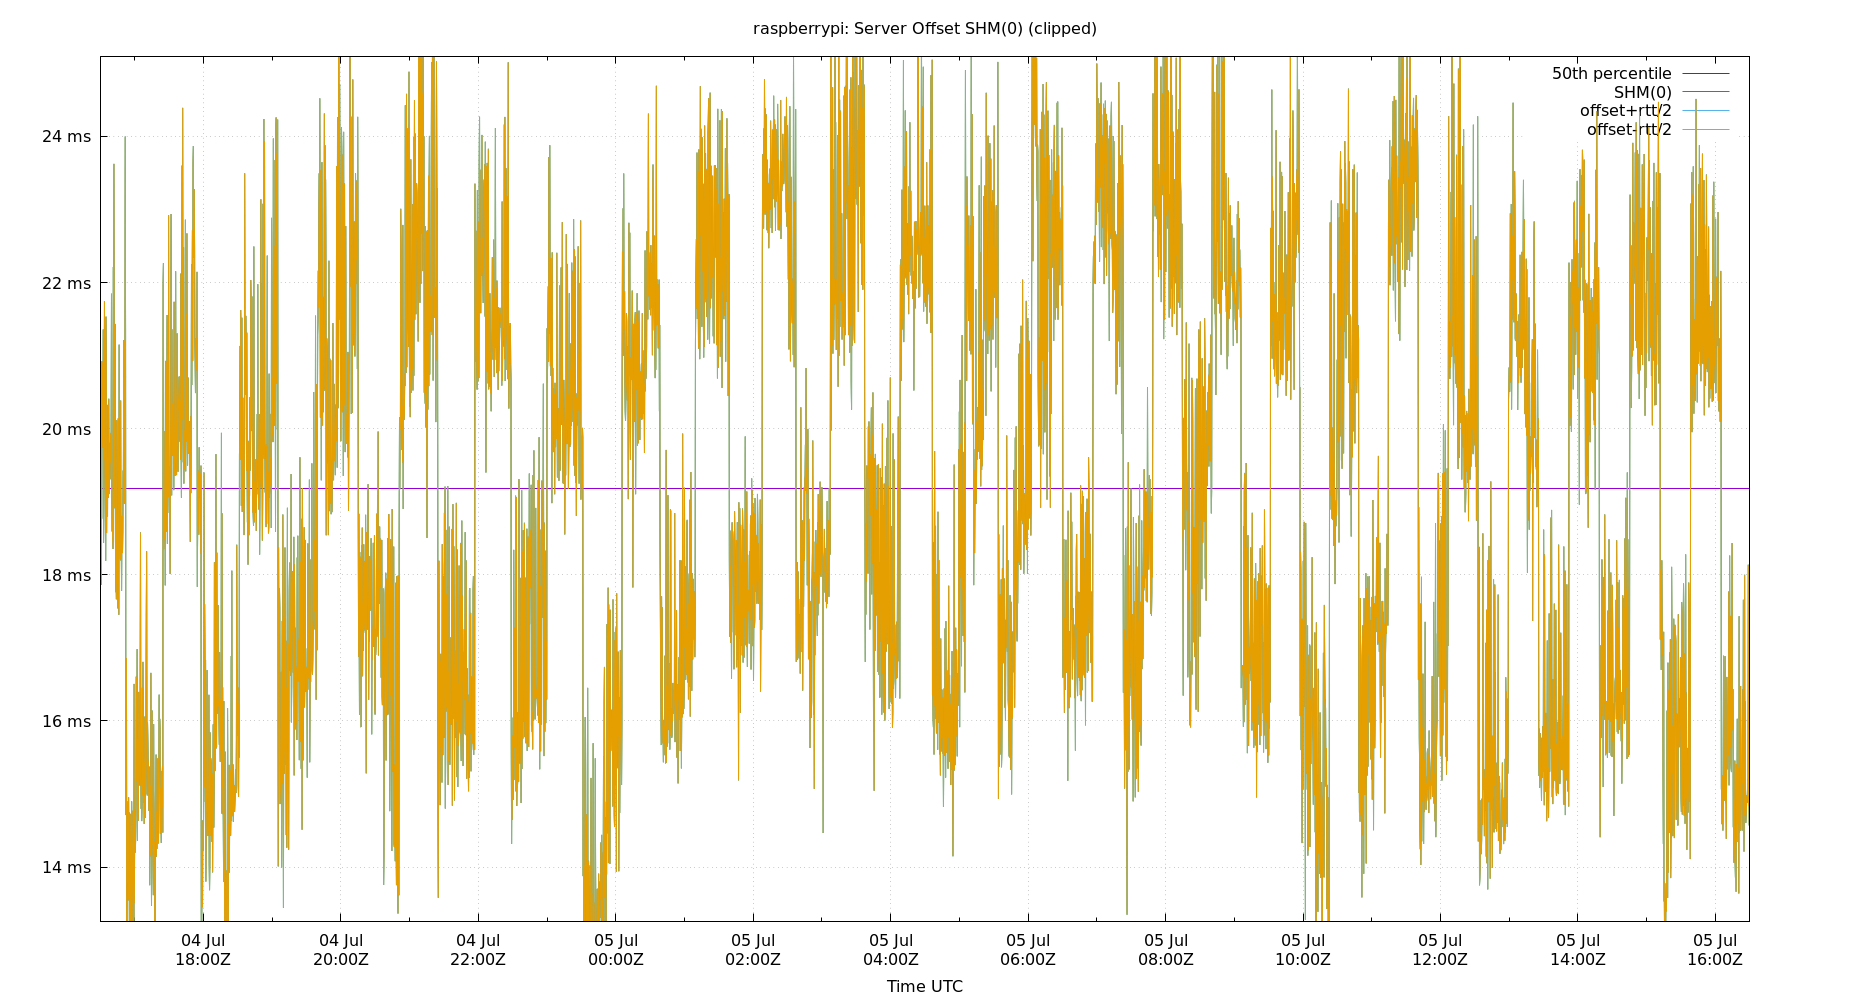 raspberrypi: Server Offset SHM(0) (clipped)
50th percentile
SHM(0)
offset+rtt/2
offset-rtt/2
24 ms
22 ms
20 ms
18 ms
16 ms
14 ms
04 Jul 04 Jul 04 Jul 05 Jul 05 Jul 05 Jul 05 Jul 05 Jul 05 Jul 05 Jul 05 Jul 05 Jul
18:00Z 20:00Z 22:00Z 00:00Z 02:00Z 04:00Z 06:00Z 08:00Z 10:00Z 12:00Z 14:00Z 16:00Z
Time UTC